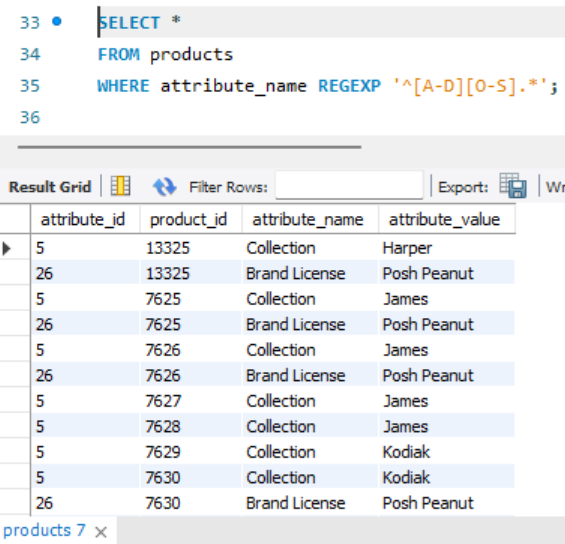 33 SELECT *
34 FROM products
35 WHERE attribute_name REGEXP '^[A-D][O-S].*';
36
Result Grid Filter Rows: Export: Wr
attribute_id product_id attribute_name attribute_value
5 13325 Collection Harper
26 13325 Brand License Posh Peanut
5 7625 Collection James
26 7625 Brand License Posh Peanut
5 7626 Collection James
26 7626 Brand License Posh Peanut
5 7627 Collection James
5 7628 Collection James
5 7629 Collection Kodiak
5 7630 Collection Kodiak
26 7630 Brand License Posh Peanut
products 7